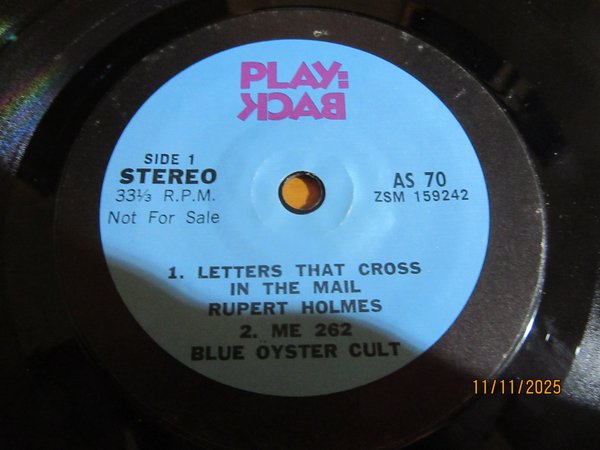 PLAY:
BACK
SIDE 1
STEREO
33⅓ R.P.M.
Not For Sale
AS 70
ZSM 159242
1. LETTERS THAT CROSS
IN THE MAIL
RUPERT HOLMES
2. ME 262
BLUE ÖYSTER CULT
11/11/2025